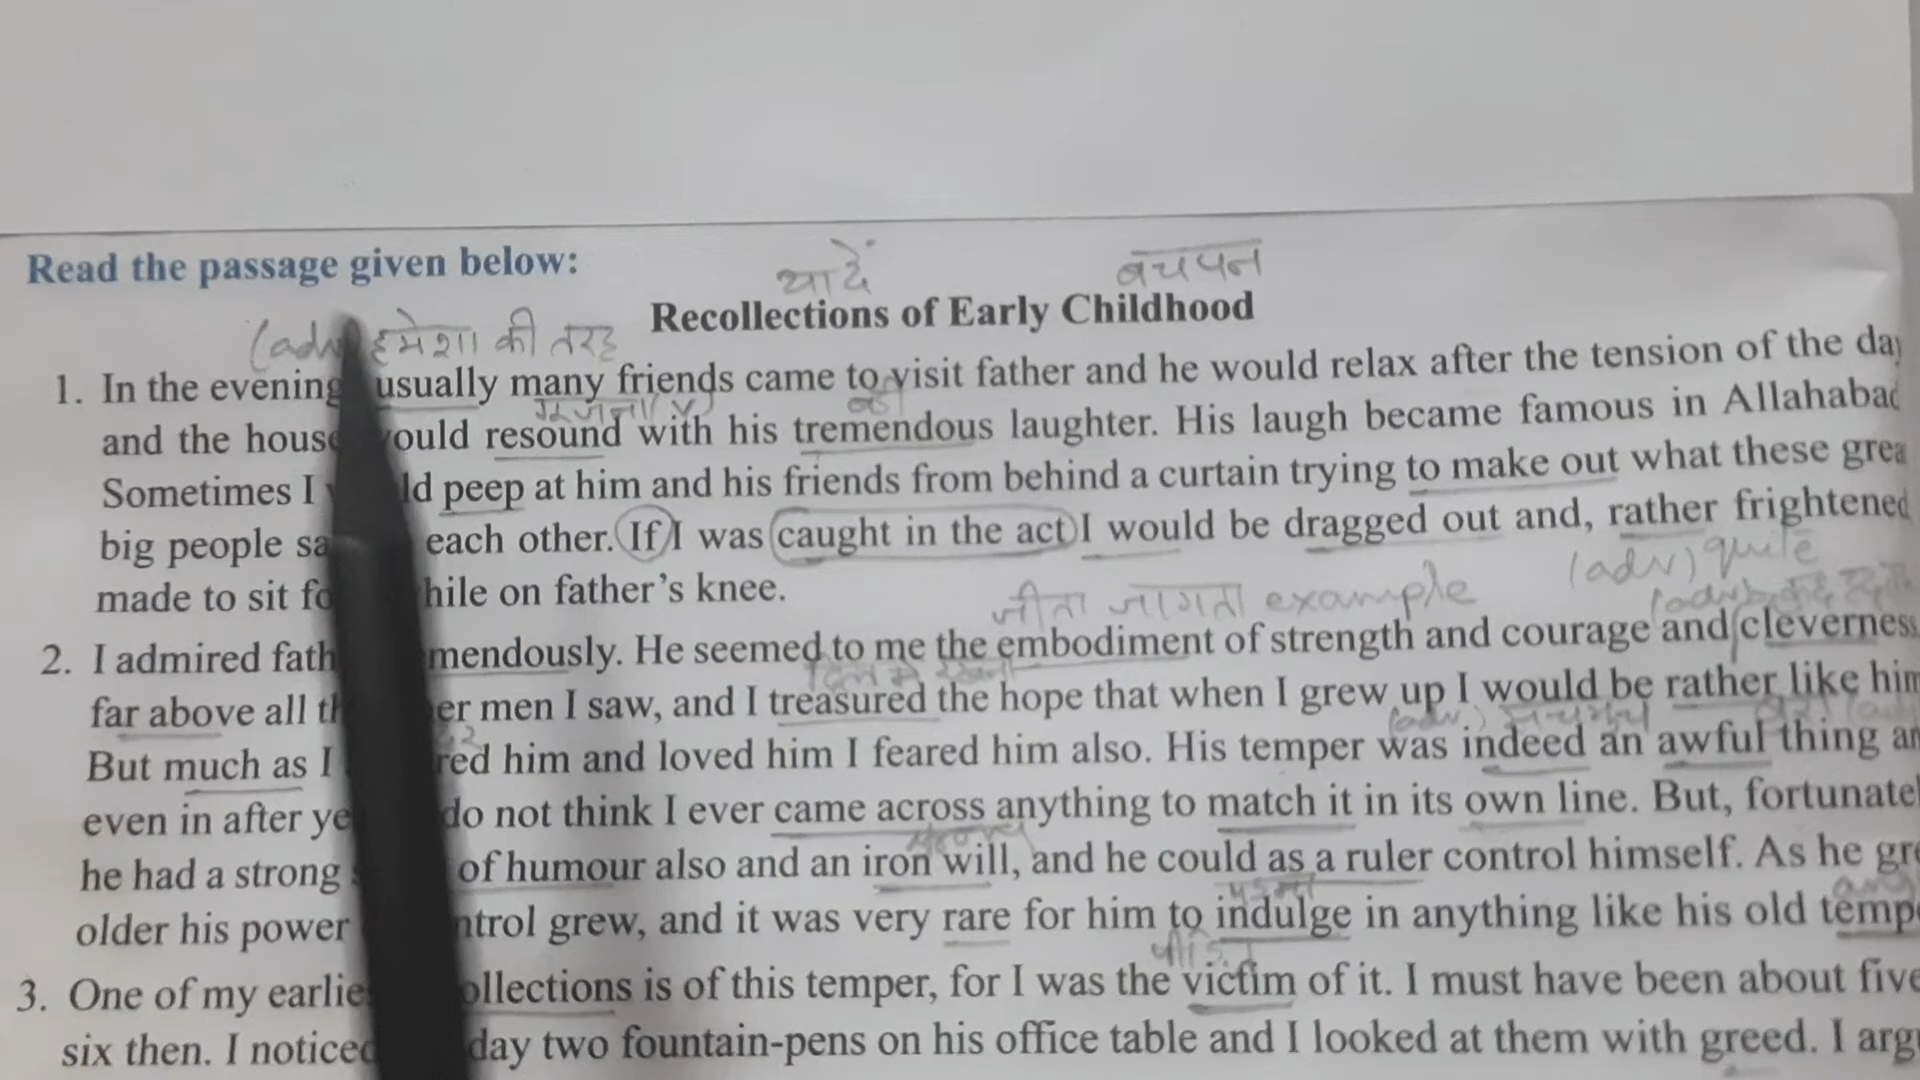 Read the passage given below:
यादें बचपन
Recollections of Early Childhood
(adv) हमेशा की तरह
1. In the evening usually many friends came to visit father and he would relax after the tension of the day
गरजना (v) बड़ी
and the house would resound with his tremendous laughter. His laugh became famous in Allahabad
Sometimes I peep at him and his friends from behind a curtain trying to make out what these grea
big people each other. If I was caught in the act I would be dragged out and, rather frightened
(adv) quite
made to sit hile on father's knee.
जीता जागता example
2. I admired fath mendously. He seemed to me the embodiment of strength and courage and cleverness
far above all er men I saw, and I treasured the hope that when I grew up I would be rather like him
(adv.)
But much as I red him and loved him I feared him also. His temper was indeed an awful thing an
even in after ye do not think I ever came across anything to match it in its own line. But, fortunatel
he had a strong of humour also and an iron will, and he could as a ruler control himself. As he gre
older his power ntrol grew, and it was very rare for him to indulge in anything like his old temp
3. One of my earlie ollections is of this temper, for I was the victim of it. I must have been about five
six then. I noticed day two fountain-pens on his office table and I looked at them with greed. I argu